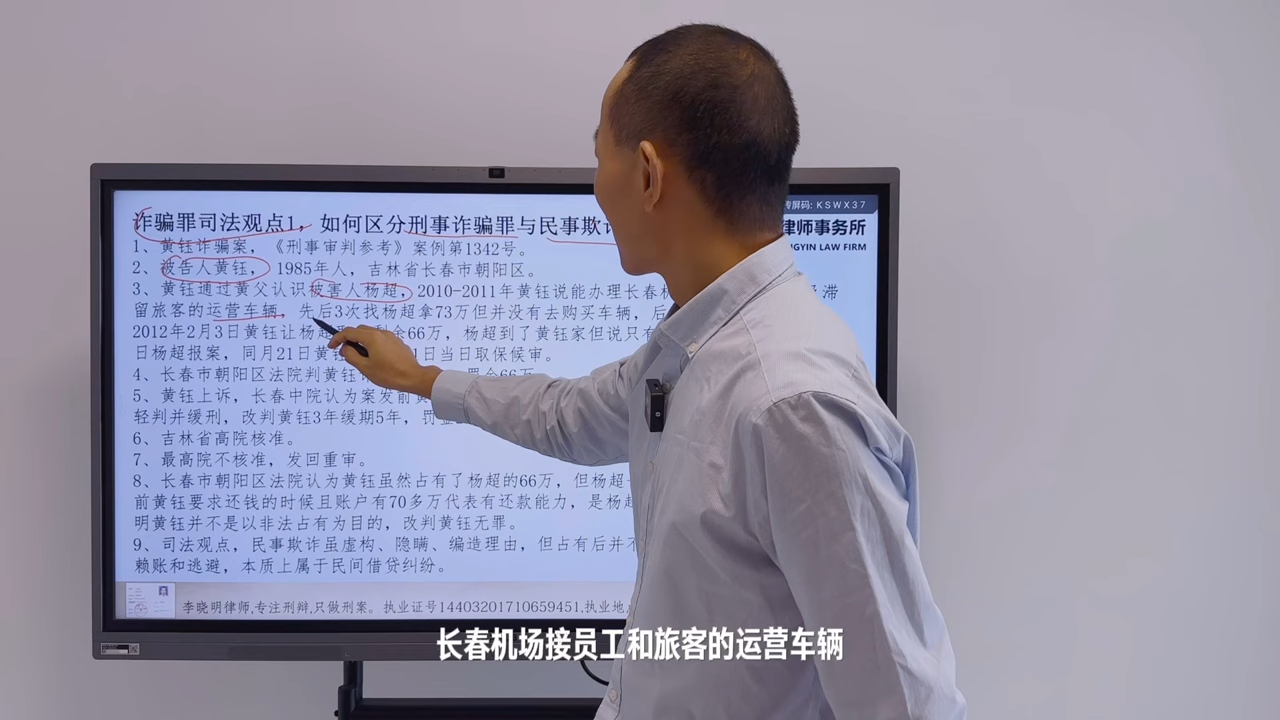 传屏码: KSWX37
诈骗罪司法观点1，如何区分刑事诈骗罪与民事欺
律师事务所
NGYIN LAW FIRM
1、黄钰诈骗案，《刑事审判参考》案例第1342号。
2、被告人黄钰，1985年人，吉林省长春市朝阳区。
3、黄钰通过黄父认识被害人杨超，2010-2011年黄钰说能办理长春 滞
留旅客的运营车辆，先后3次找杨超拿73万但并没有去购买车辆，后
2012年2月3日黄钰让杨 余66万，杨超到了黄钰家但说只
日杨超报案，同月21日黄 1日当日取保候审。
4、长春市朝阳区法院判黄钰 罚金66万
5、黄钰上诉，长春中院认为案发前
轻判并缓刑，改判黄钰3年缓期5年，罚
6、吉林省高院核准。
7、最高院不核准，发回重审。
8、长春市朝阳区法院认为黄钰虽然占有了杨超的66万，但杨超
前黄钰要求还钱的时候且账户有70多万代表有还款能力，是杨
明黄钰并不是以非法占有为目的，改判黄钰无罪。
9、司法观点，民事欺诈虽虚构、隐瞒、编造理由，但占有后并
赖账和逃避，本质上属于民间借贷纠纷。
李晓明律师,专注刑辩,只做刑案。执业证号14403201710659451,执业地
长春机场接员工和旅客的运营车辆